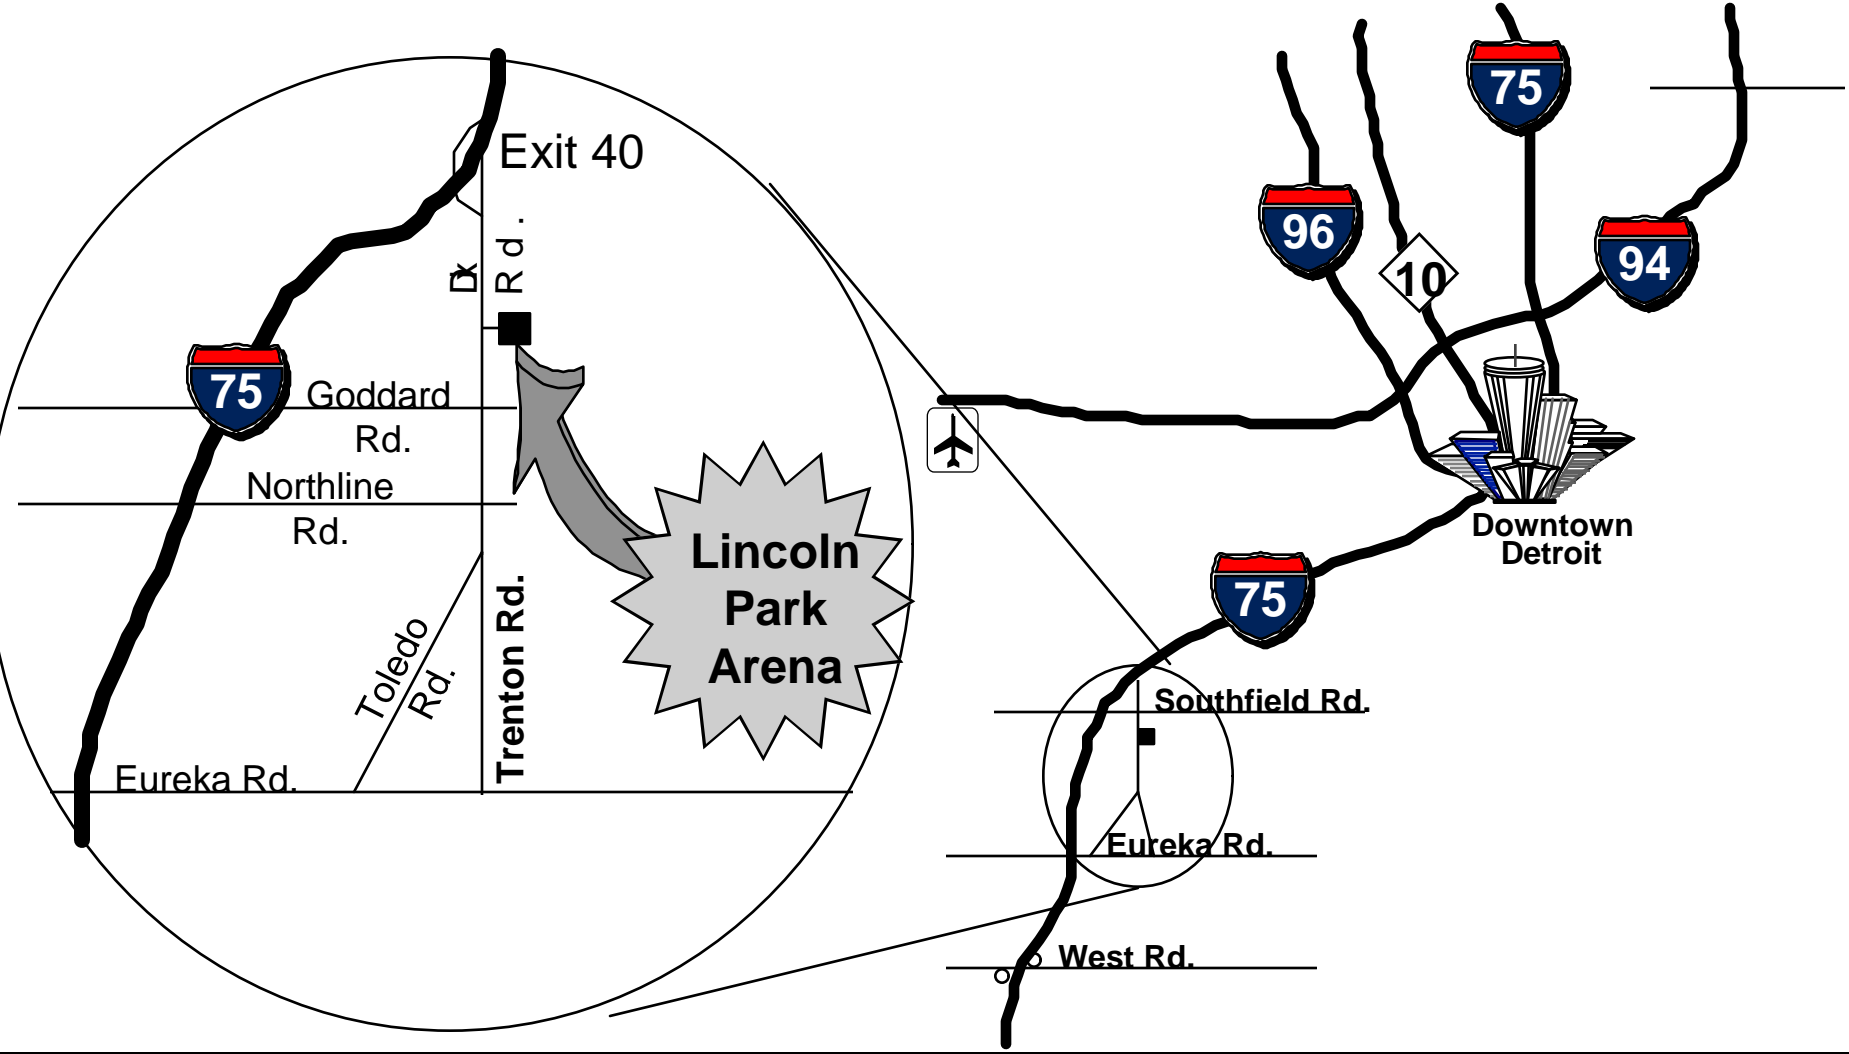 Exit 40
Dix
Rd.
75
Goddard
Rd.
Northline
Rd.
Lincoln
Park
Arena
Toledo
Rd.
Trenton Rd.
Eureka Rd.
75
96
10
94
Downtown
Detroit
75
Southfield Rd.
Eureka Rd.
West Rd.